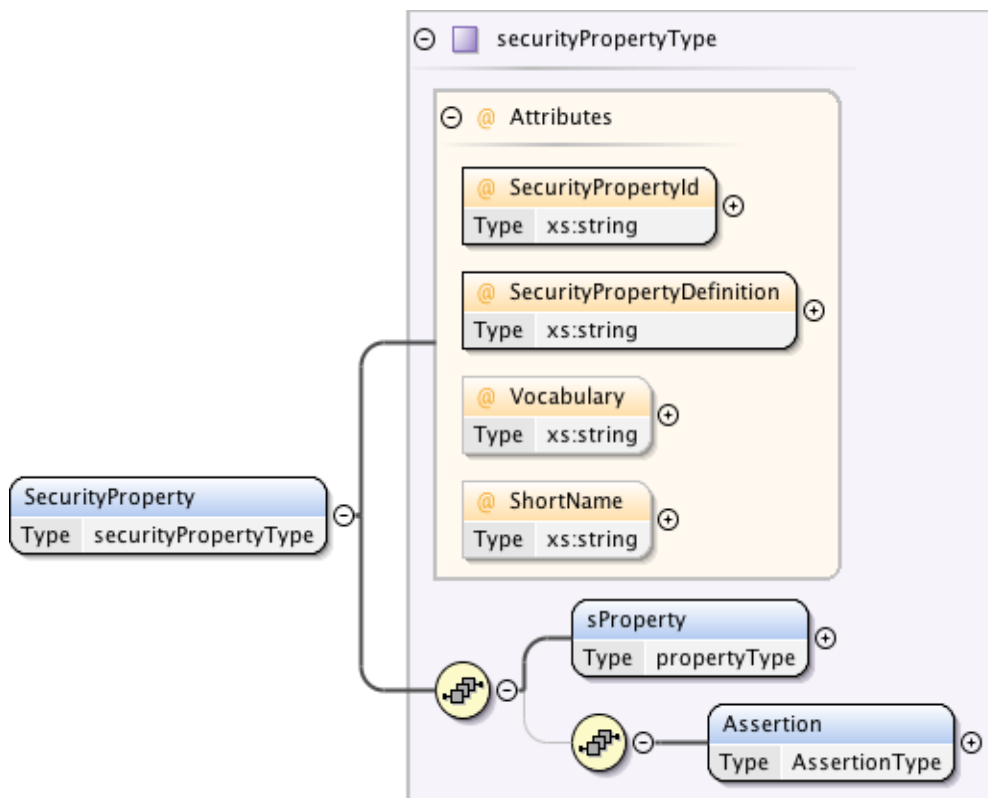 securityPropertyType
@ Attributes
@ SecurityPropertyId
Type xs:string
@ SecurityPropertyDefinition
Type xs:string
@ Vocabulary
Type xs:string
@ ShortName
Type xs:string
SecurityProperty
Type securityPropertyType
sProperty
Type propertyType
Assertion
Type AssertionType